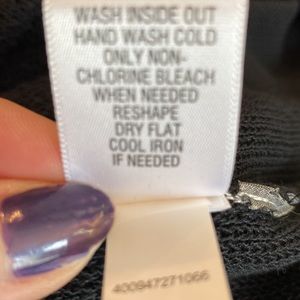 WASH INSIDE OUT
HAND WASH COLD
ONLY NON-
CHLORINE BLEACH
WHEN NEEDED
RESHAPE
DRY FLAT
COOL IRON
IF NEEDED
400947271066